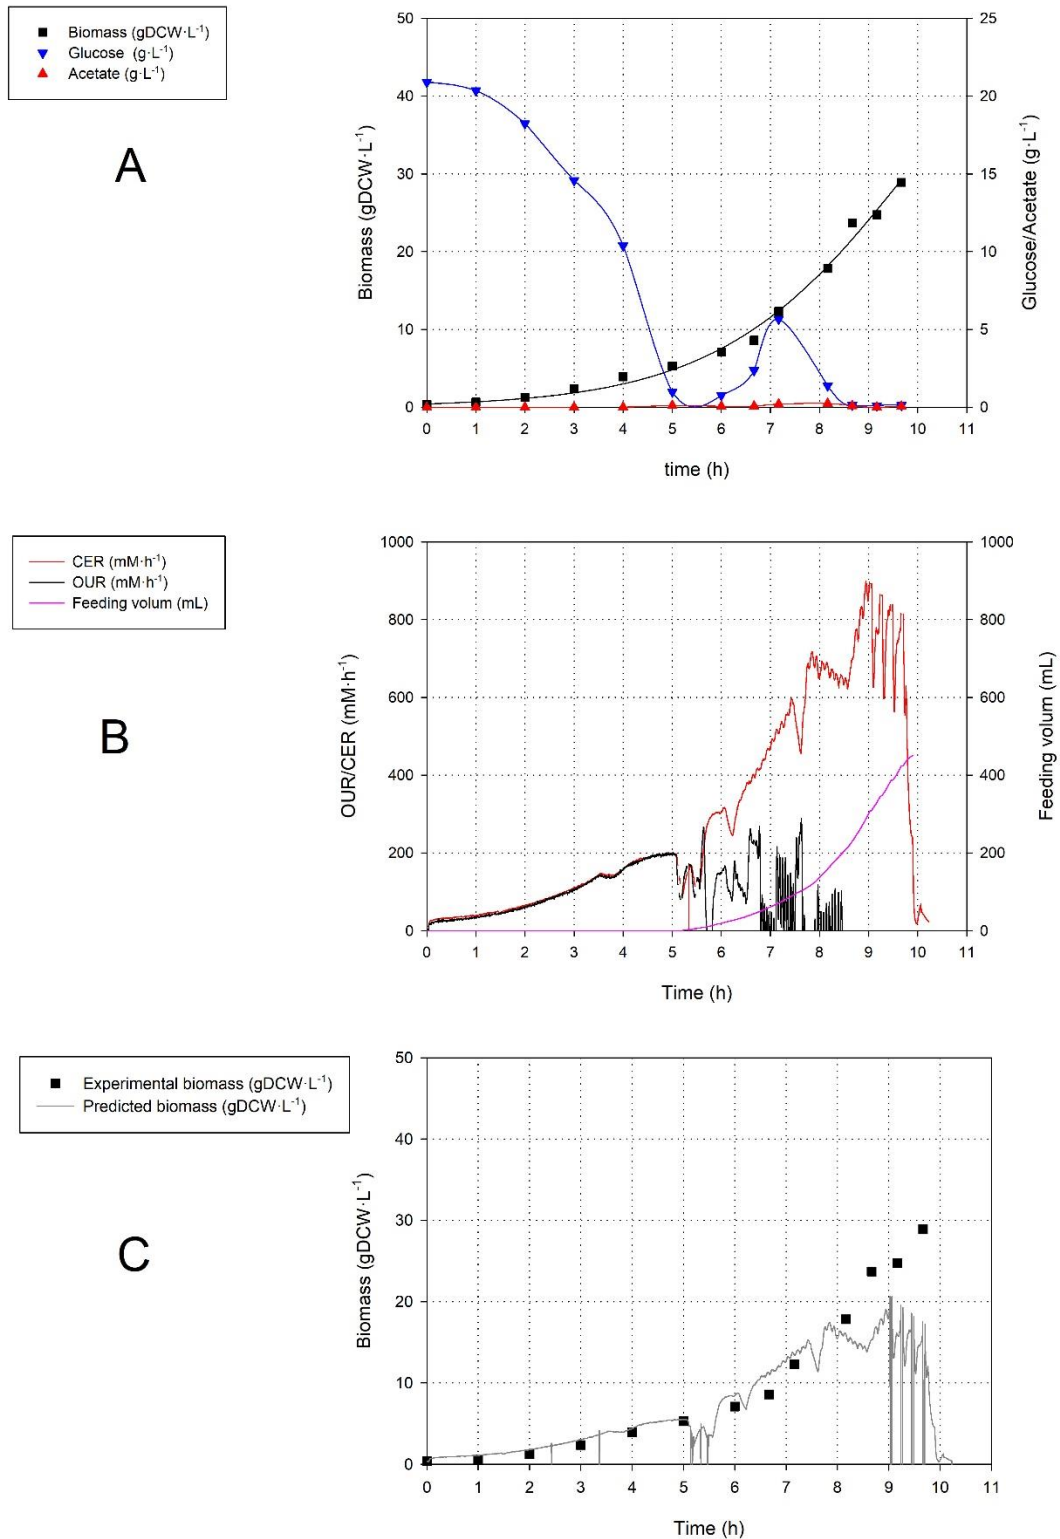 Biomass (gDCW·L⁻¹)
Glucose (g·L⁻¹)
Acetate (g·L⁻¹)
A
Biomass (gDCW·L⁻¹)
50
40
30
20
10
0
25
20
15
10
5
0
Glucose/Acetate (g·L⁻¹)
0 1 2 3 4 5 6 7 8 9 10 11
time (h)
CER (mM·h⁻¹)
OUR (mM·h⁻¹)
Feeding volum (mL)
B
OUR/CER (mM·h⁻¹)
1000
800
600
400
200
0
1000
800
600
400
200
0
Feeding volum (mL)
0 1 2 3 4 5 6 7 8 9 10 11
Time (h)
Experimental biomass (gDCW·L⁻¹)
Predicted biomass (gDCW·L⁻¹)
C
Biomass (gDCW·L⁻¹)
50
40
30
20
10
0
0 1 2 3 4 5 6 7 8 9 10 11
Time (h)